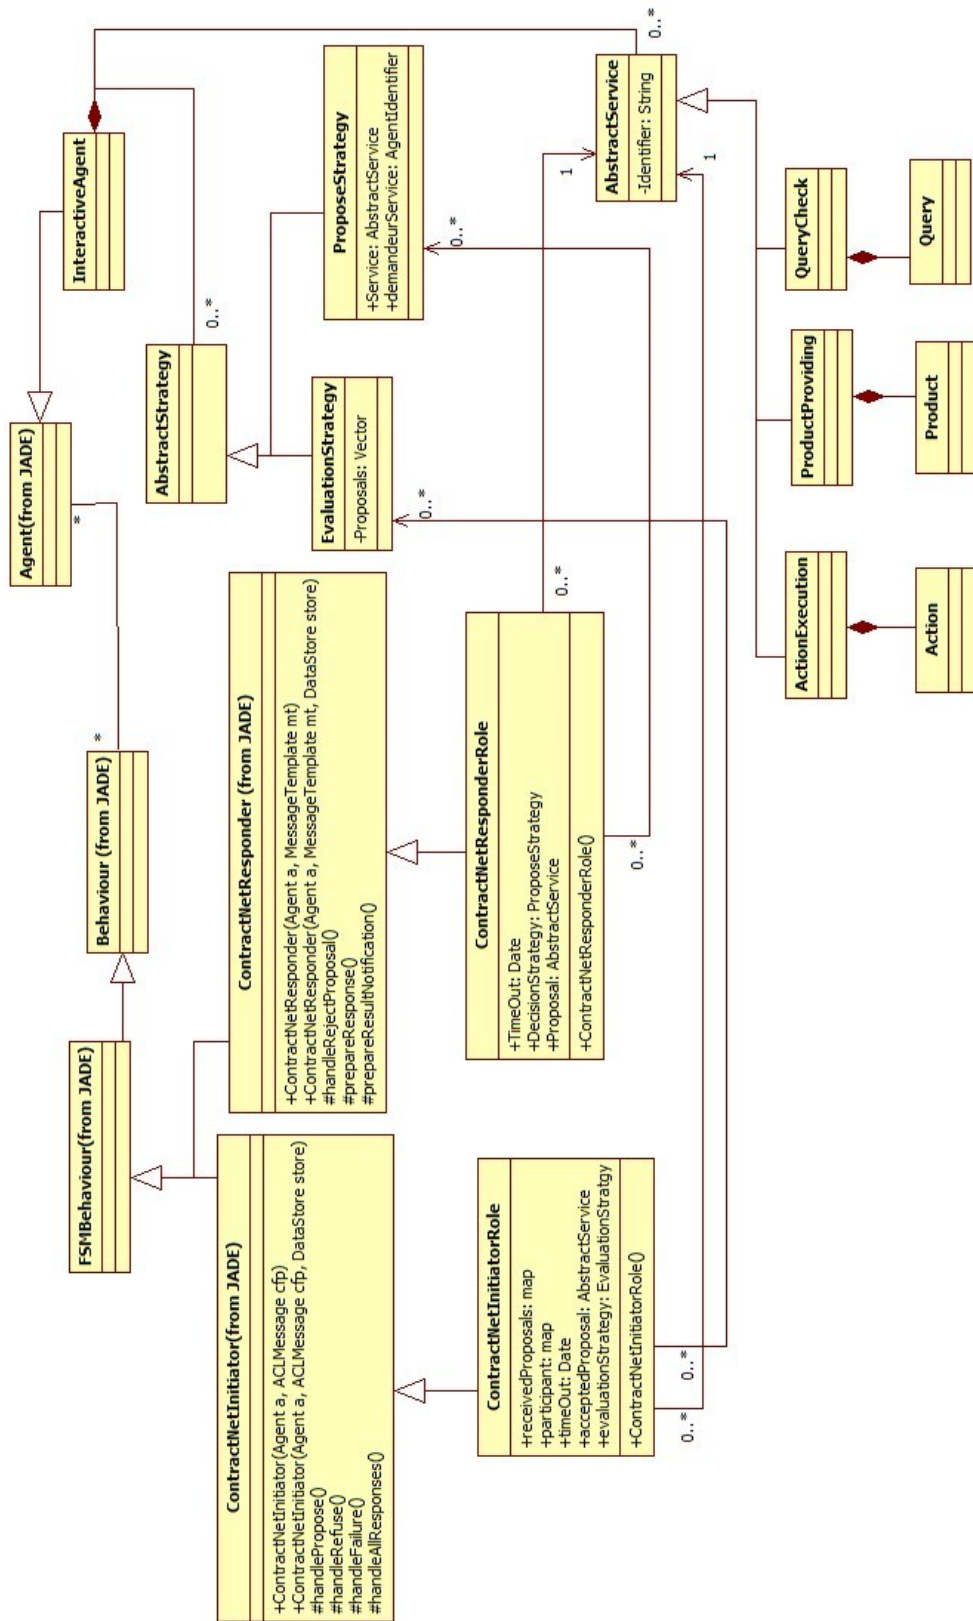 Agent(from JADE)
*
InteractiveAgent
FSMBehaviour(from JADE)
Behaviour (from JADE)
*
AbstractStrategy
0..*
ContractNetInitiator(from JADE)
+ContractNetInitiator(Agent a, ACLMessage cfp)
+ContractNetInitiator(Agent a, ACLMessage cfp, DataStore store)
#handlePropose()
#handleRefuse()
#handleFailure()
#handleAllResponses()
ContractNetResponder (from JADE)
+ContractNetResponder(Agent a, MessageTemplate mt)
+ContractNetResponder(Agent a, MessageTemplate mt, DataStore store)
#handleRejectProposal()
#prepareResponse()
#prepareResultNotification()
EvaluationStrategy
-Proposals: Vector
0..*
ProposeStrategy
+Service: AbstractService
+demandeurService: AgentIdentifier
0..*
ContractNetInitiatorRole
+receivedProposals: map
+participant: map
+timeOut: Date
+acceptedProposal: AbstractService
+evaluationStrategy: EvaluationStratgy
+ContractNetInitiatorRole()
0..*
0..*
ContractNetResponderRole
+TimeOut: Date
+DecisionStrategy: ProposeStrategy
+Proposal: AbstractService
+ContractNetResponderRole()
0..*
0..*
1
AbstractService
-Identifier: String
0..*
1
ActionExecution
ProductProviding
QueryCheck
Action
Product
Query